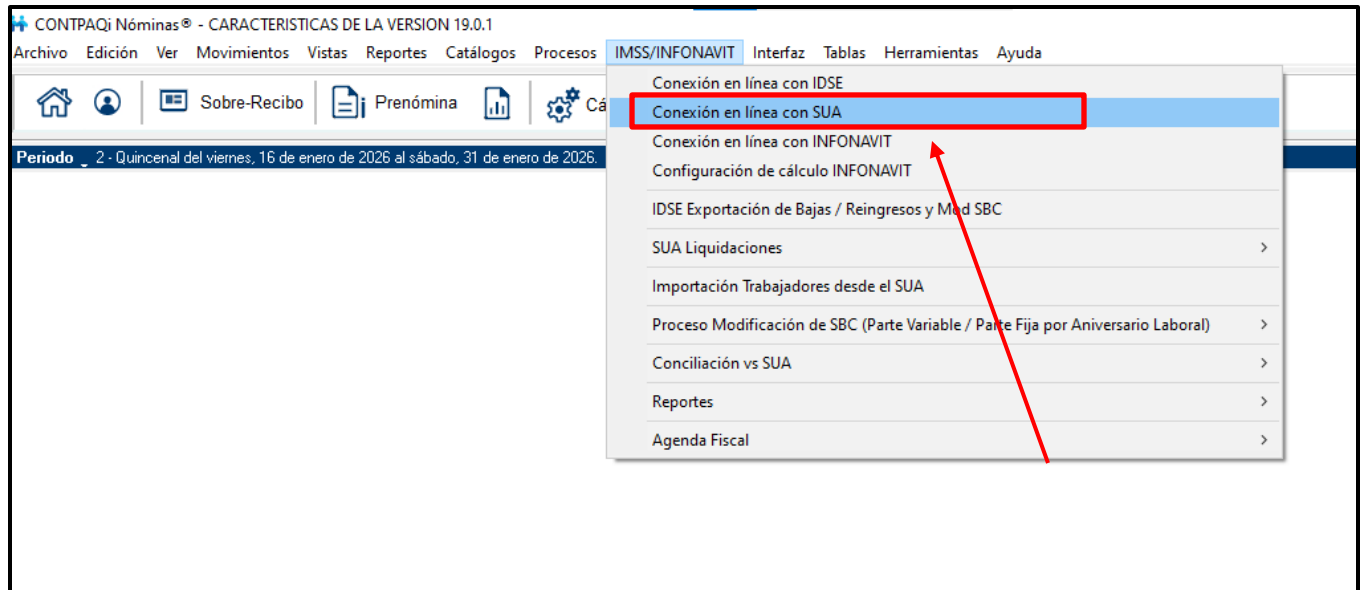 CONTPAQi Nóminas® - CARACTERISTICAS DE LA VERSION 19.0.1
Archivo Edición Ver Movimientos Vistas Reportes Catálogos Procesos IMSS/INFONAVIT Interfaz Tablas Herramientas Ayuda
Sobre-Recibo Prenómina Cá
Periodo 2 - Quincenal del viernes, 16 de enero de 2026 al sábado, 31 de enero de 2026.
Conexión en línea con IDSE
Conexión en línea con SUA
Conexión en línea con INFONAVIT
Configuración de cálculo INFONAVIT
IDSE Exportación de Bajas / Reingresos y Mod SBC
SUA Liquidaciones
Importación Trabajadores desde el SUA
Proceso Modificación de SBC (Parte Variable / Parte Fija por Aniversario Laboral)
Conciliación vs SUA
Reportes
Agenda Fiscal